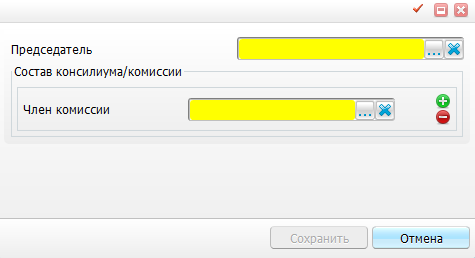 Председатель ...
Состав консилиума/комиссии
Член комиссии ...
Сохранить Отмена